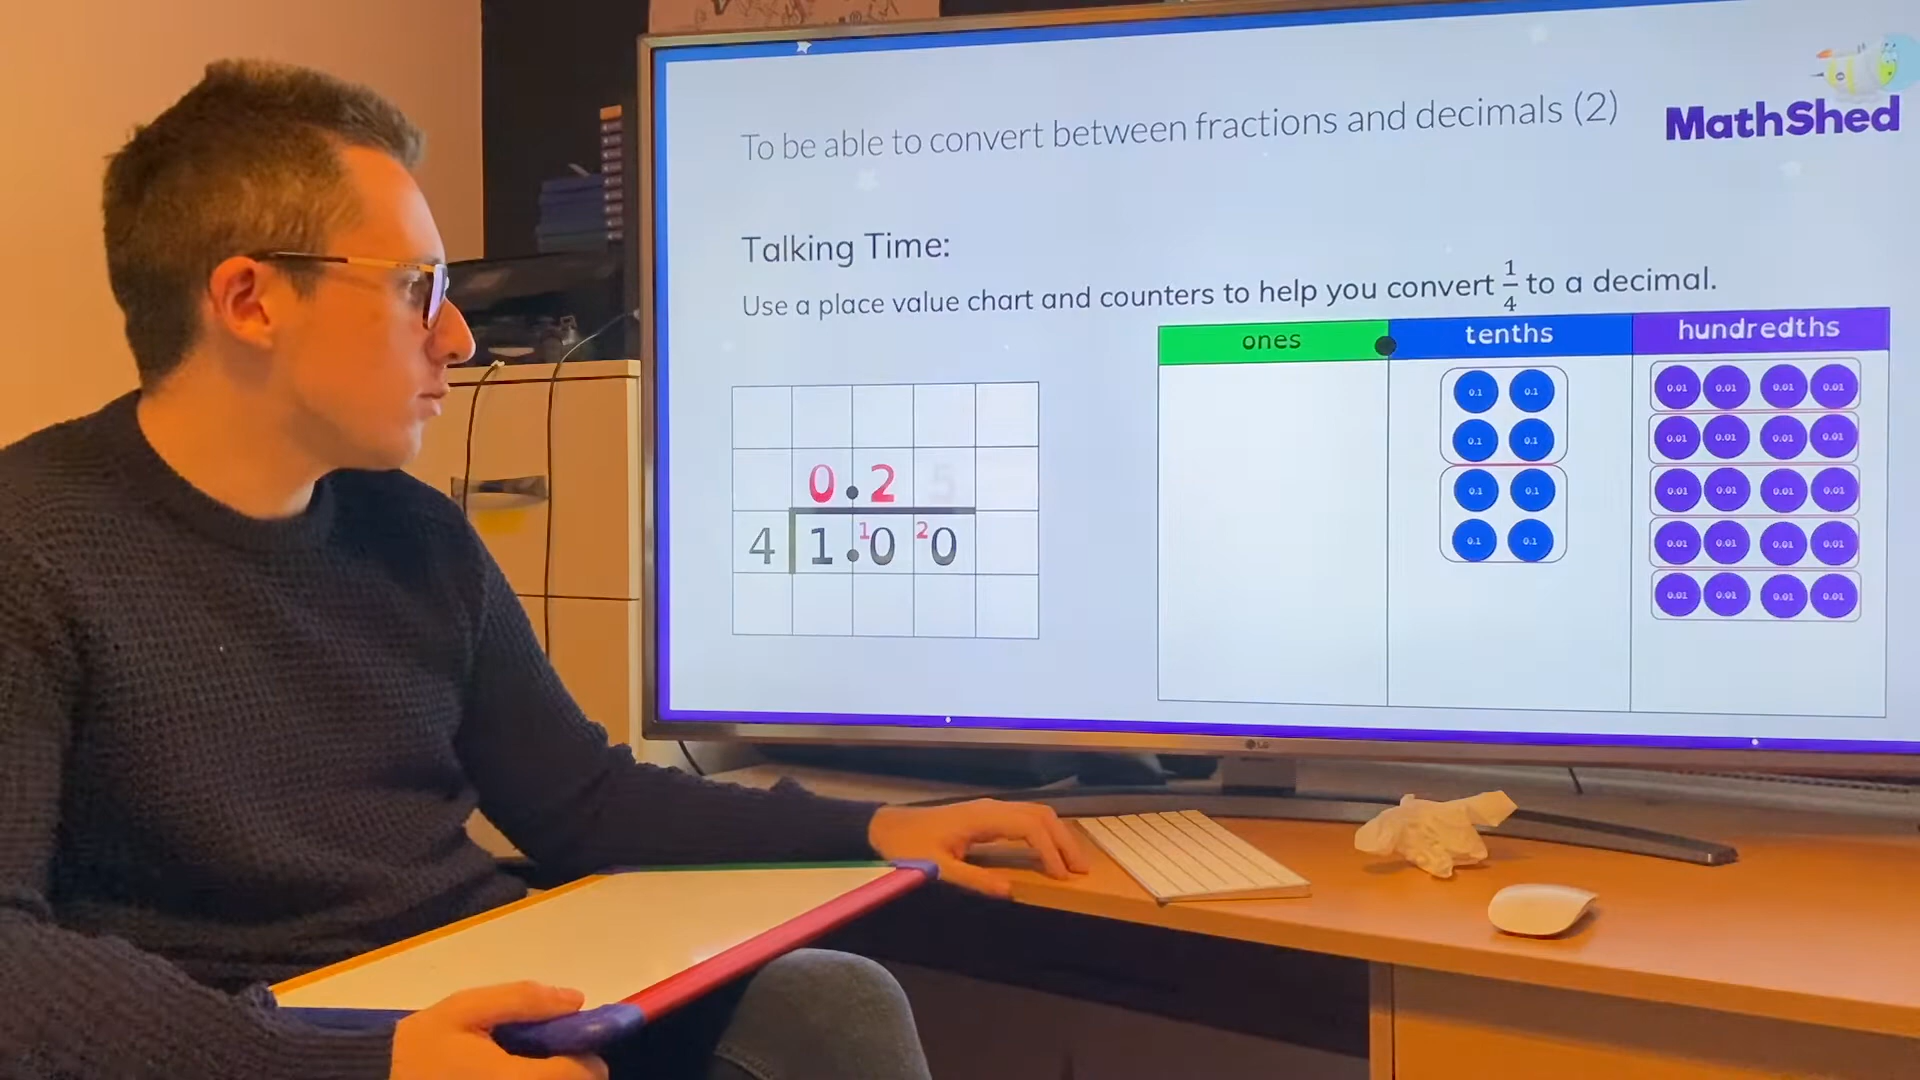 To be able to convert between fractions and decimals (2)
MathShed
Talking Time:
Use a place value chart and counters to help you convert 1/4 to a decimal.
ones
tenths
hundredths
0.2 5
4 1.¹0 ²0
0.1 0.1
0.1 0.1
0.1 0.1
0.1 0.1
0.01 0.01 0.01 0.01
0.01 0.01 0.01 0.01
0.01 0.01 0.01 0.01
0.01 0.01 0.01 0.01
0.01 0.01 0.01 0.01
LG